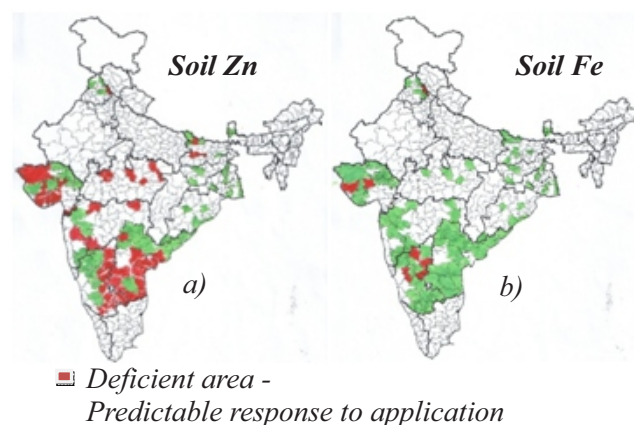 Soil Zn
Soil Fe
a)
b)
Deficient area -
Predictable response to application